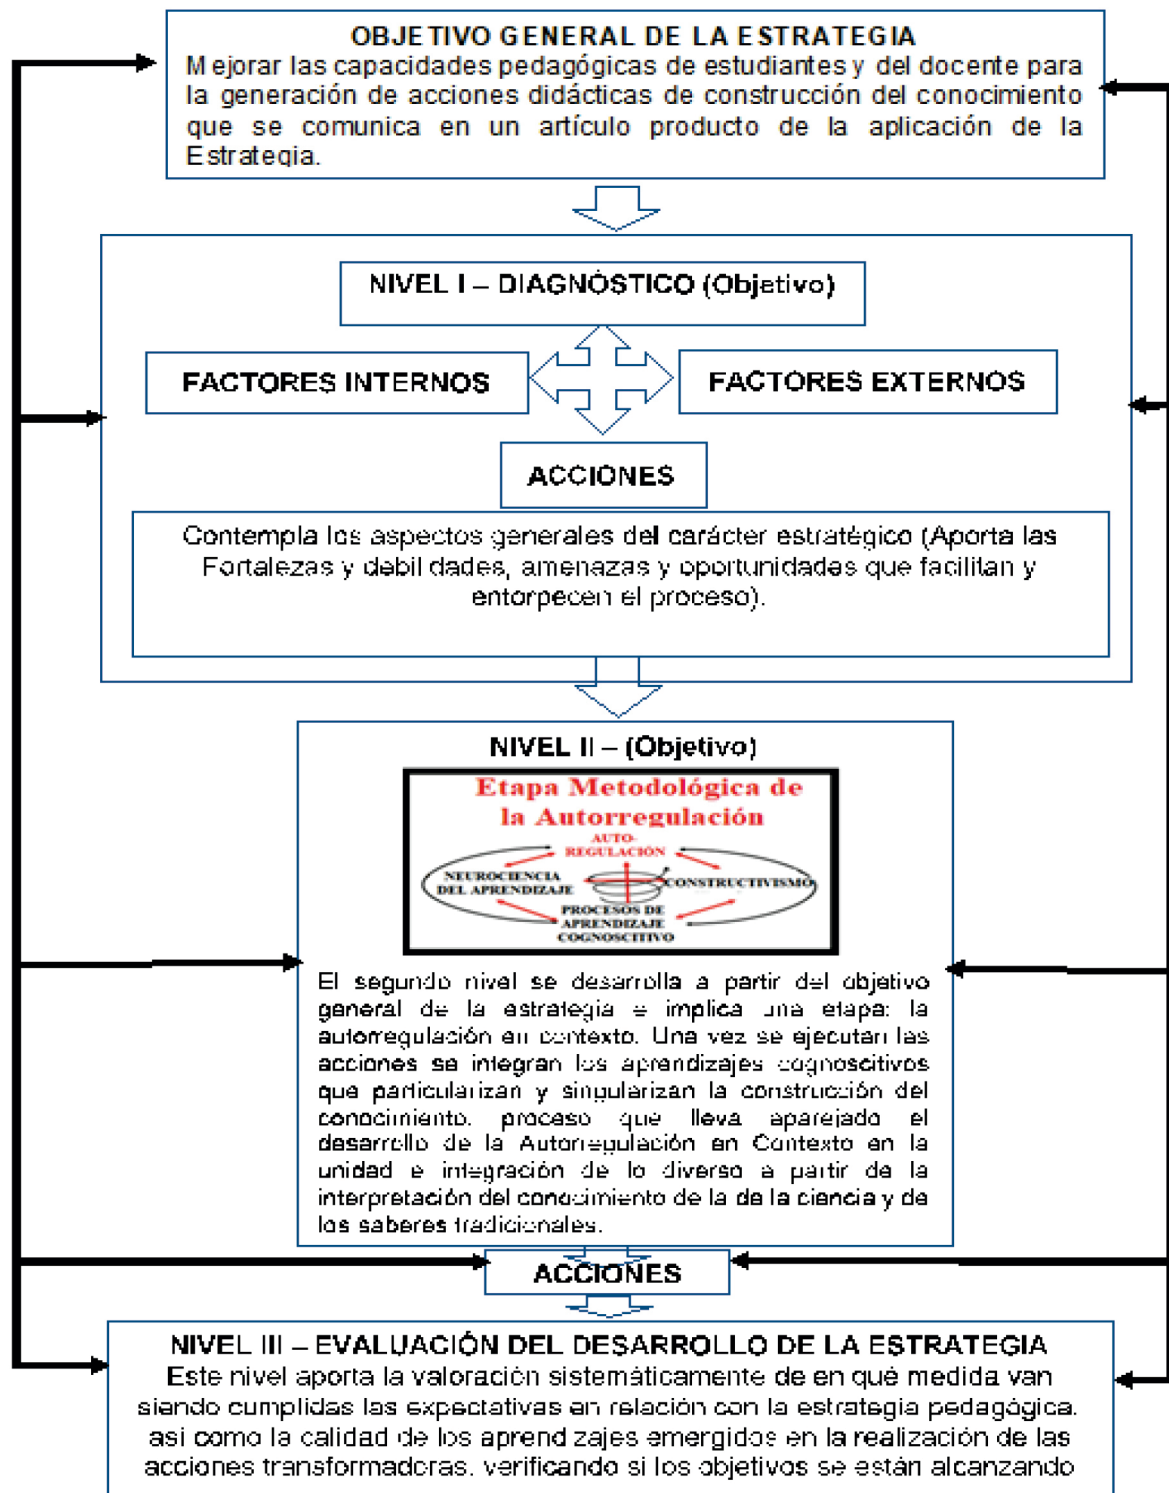 OBJETIVO GENERAL DE LA ESTRATEGIA
Mejorar las capacidades pedagógicas de estudiantes y del docente para
la generación de acciones didácticas de construcción del conocimiento
que se comunica en un artículo producto de la aplicación de la
Estrategia.
NIVEL I – DIAGNÓSTICO (Objetivo)
FACTORES INTERNOS
FACTORES EXTERNOS
ACCIONES
Contempla los aspectos generales del carácter estratégico (Aporta las
Fortalezas y debilidades, amenazas y oportunidades que facilitan y
entorpecen el proceso).
NIVEL II – (Objetivo)
Etapa Metodológica de
la Autorregulación
AUTO-
REGULACIÓN
NEUROCIENCIA
DEL APRENDIZAJE
CONSTRUCTIVISMO
PROCESOS DE
APRENDIZAJE
COGNOSCITIVO
El segundo nivel se desarrolla a partir del objetivo
general de la estrategia e implica una etapa: la
autorregulación en contexto. Una vez se ejecutan las
acciones se integran los aprendizajes cognoscitivos
que particularizan y singularizan la construcción del
conocimiento, proceso que lleva aparejado el
desarrollo de la Autorregulación en Contexto en la
unidad e integración de lo diverso a partir de la
interpretación del conocimiento de la de la ciencia y de
los saberes tradicionales.
ACCIONES
NIVEL III – EVALUACIÓN DEL DESARROLLO DE LA ESTRATEGIA
Este nivel aporta la valoración sistemáticamente de en qué medida van
siendo cumplidas las expectativas en relación con la estrategia pedagógica,
así como la calidad de los aprendizajes emergidos en la realización de las
acciones transformadoras, verificando si los objetivos se están alcanzando